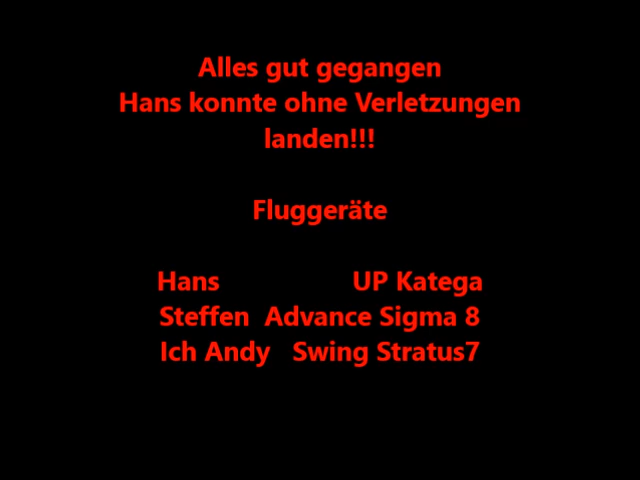 Alles gut gegangen
Hans konnte ohne Verletzungen
landen!!!
Fluggeräte
Hans UP Katega
Steffen Advance Sigma 8
Ich Andy Swing Stratus7